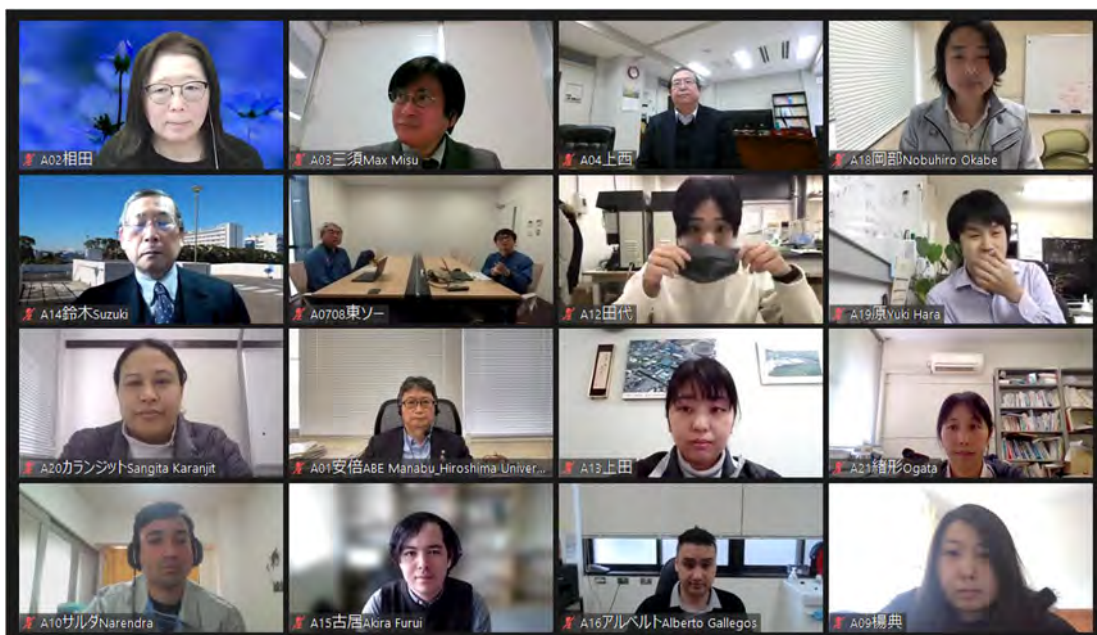 A02相田
A03三須Max Misu
A04上西
A18岡部Nobuhiro Okabe
A14鈴木Suzuki
A0708東ソー
A12田代
A19原Yuki Hara
A20カランジットSangita Karanjit
A01安倍ABE Manabu_Hiroshima Univer...
A13上田
A21緒形Ogata
A10サルダNarendra
A15古居Akira Furui
A16アルベルトAlberto Gallegos
A09楊典